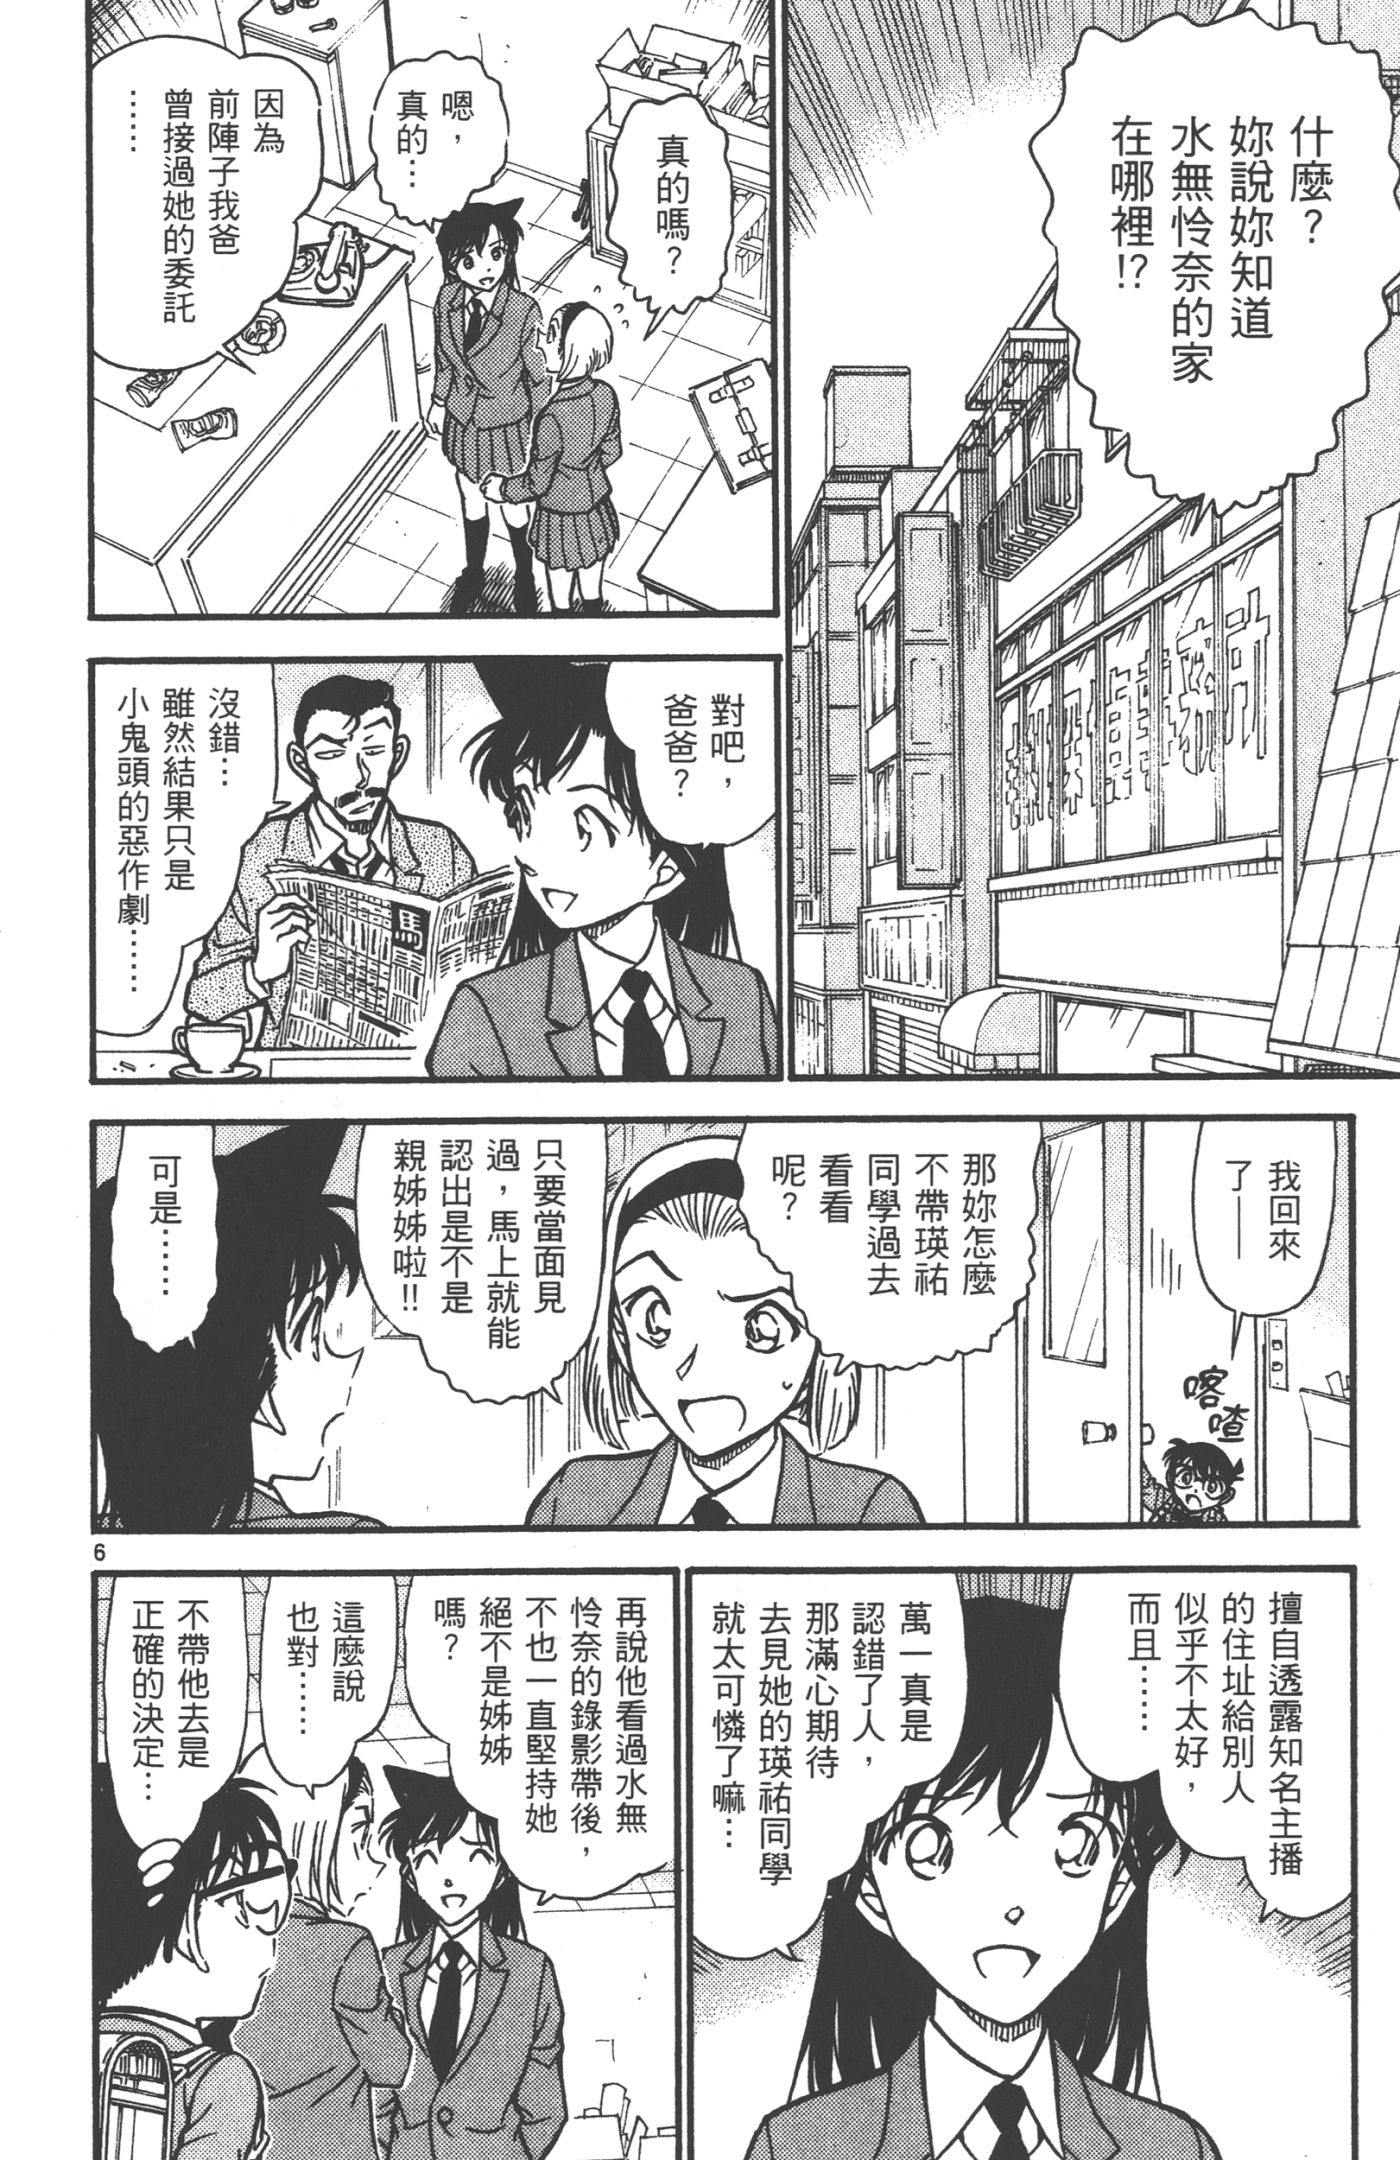 什麼?
妳說妳知道
水無怜奈的家
在哪裡!?
真的嗎?
嗯,
真的…
因為
前陣子我爸
曾接過她的委託
……
對吧,
爸爸?
沒錯…
雖然結果只是
小鬼頭的惡作劇……
我回來
了──
喀
喳
那妳怎麼
不帶瑛祐
同學過去
看看
呢?
只要當面見
過,馬上就能
認出是不是
親姊姊啦!!
可是……
擅自透露知名主播
的住址給別人
似乎不太好,
而且……
萬一真是
認錯了人,
那滿心期待
去見她的瑛祐同學
就太可憐了嘛…
再說他看過水無
怜奈的錄影帶後,
不也一直堅持她
絕不是姊姊
嗎?
這麼說
也對……
不帶他去是
正確的決定…
6